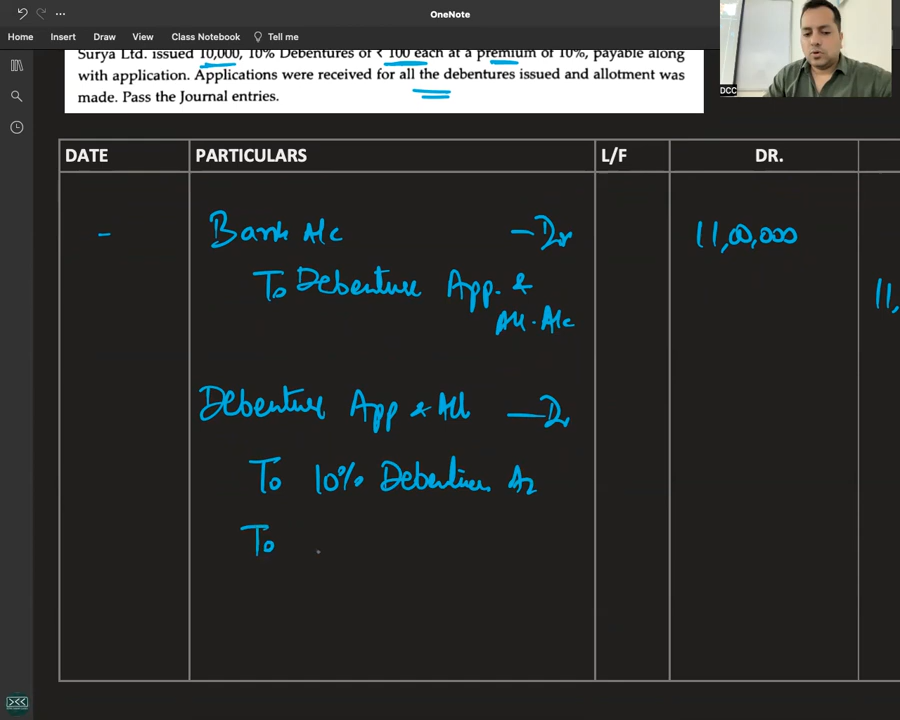 OneNote
Home Insert Draw View Class Notebook Tell me
Surya Ltd. issued 10,000, 10% Debentures of ₹ 100 each at a premium of 10%, payable along
with application. Applications were received for all the debentures issued and allotment was
made. Pass the Journal entries.
DCC
DATE PARTICULARS L/F DR.
- Bank A/c —Dr 11,00,000
To Debenture App. & 11,
All. A/c
Debenture App & All —Dr
To 10% Debentures A/c
To